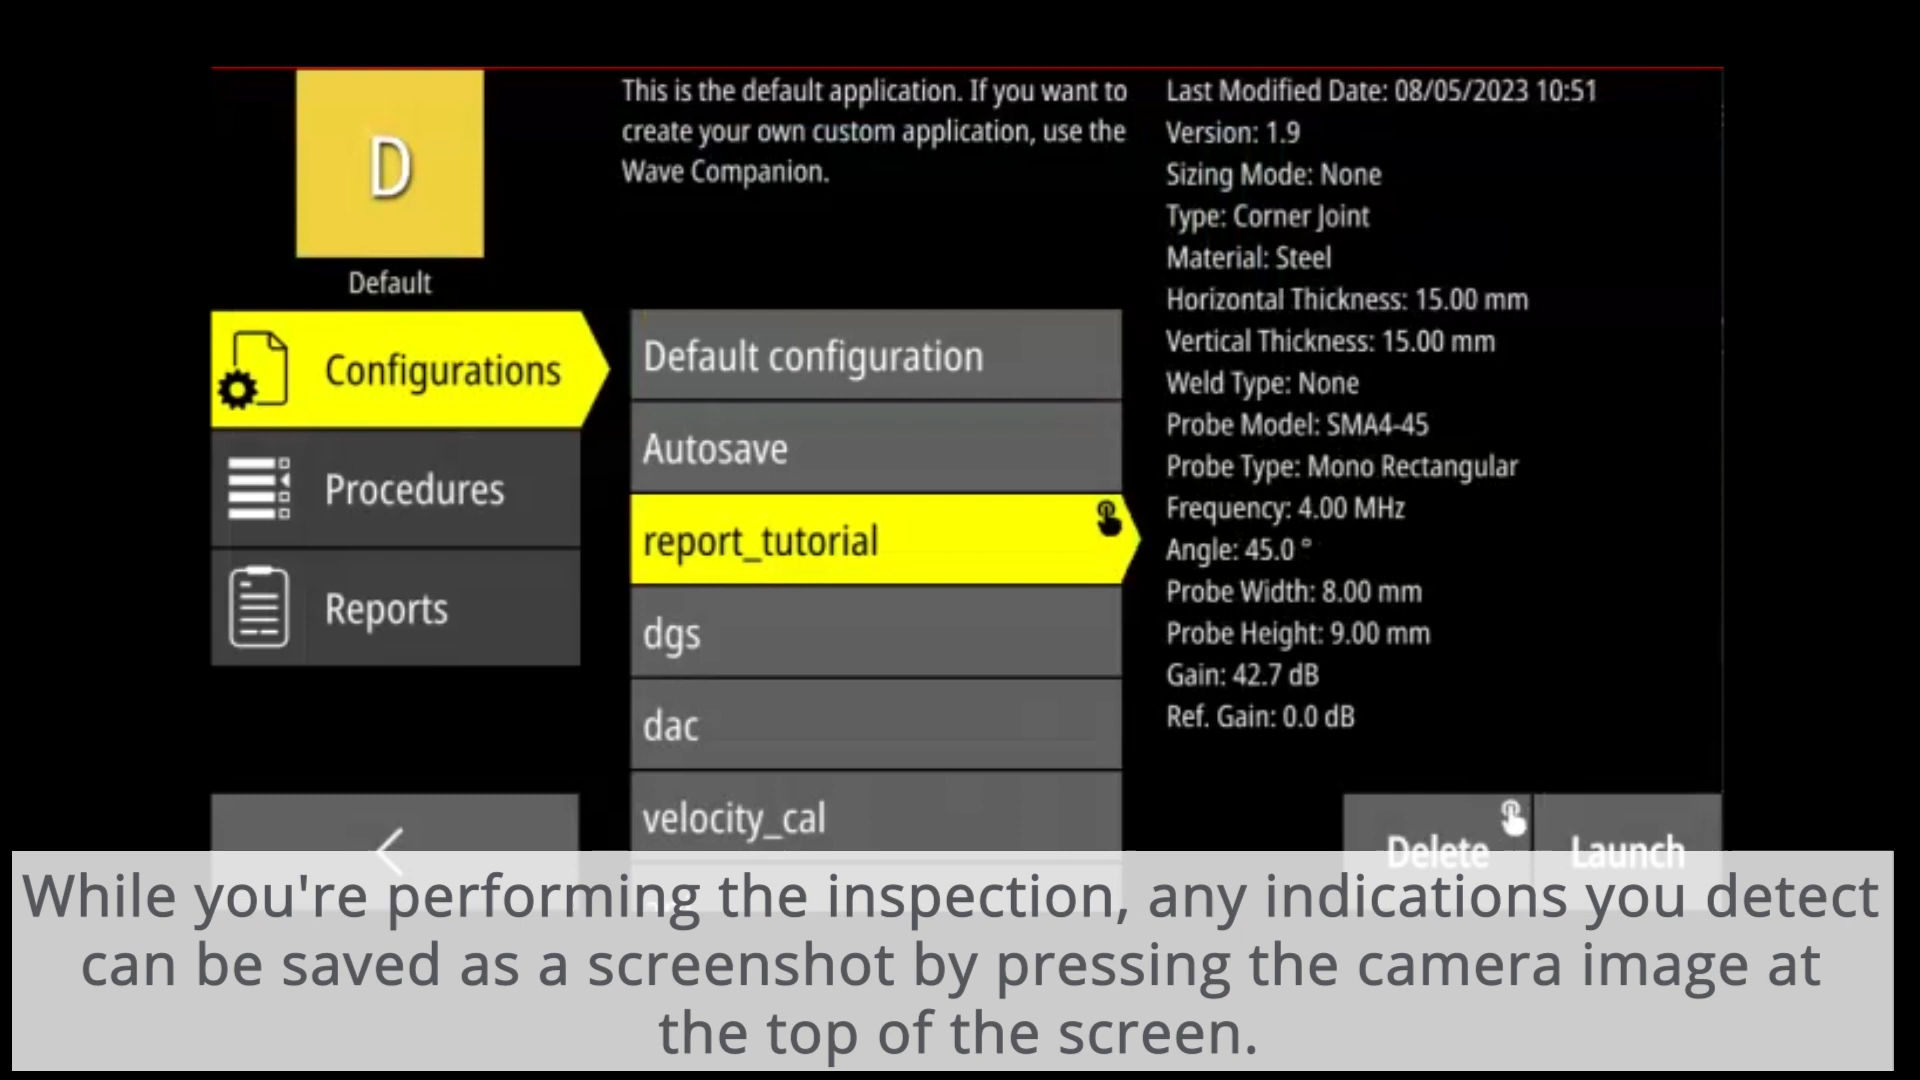 D
Default
This is the default application. If you want to
create your own custom application, use the
Wave Companion.
Configurations
Procedures
Reports
Default configuration
Autosave
report_tutorial
dgs
dac
velocity_cal
Last Modified Date: 08/05/2023 10:51
Version: 1.9
Sizing Mode: None
Type: Corner Joint
Material: Steel
Horizontal Thickness: 15.00 mm
Vertical Thickness: 15.00 mm
Weld Type: None
Probe Model: SMA4-45
Probe Type: Mono Rectangular
Frequency: 4.00 MHz
Angle: 45.0 °
Probe Width: 8.00 mm
Probe Height: 9.00 mm
Gain: 42.7 dB
Ref. Gain: 0.0 dB
Delete
Launch
While you're performing the inspection, any indications you detect
can be saved as a screenshot by pressing the camera image at
the top of the screen.